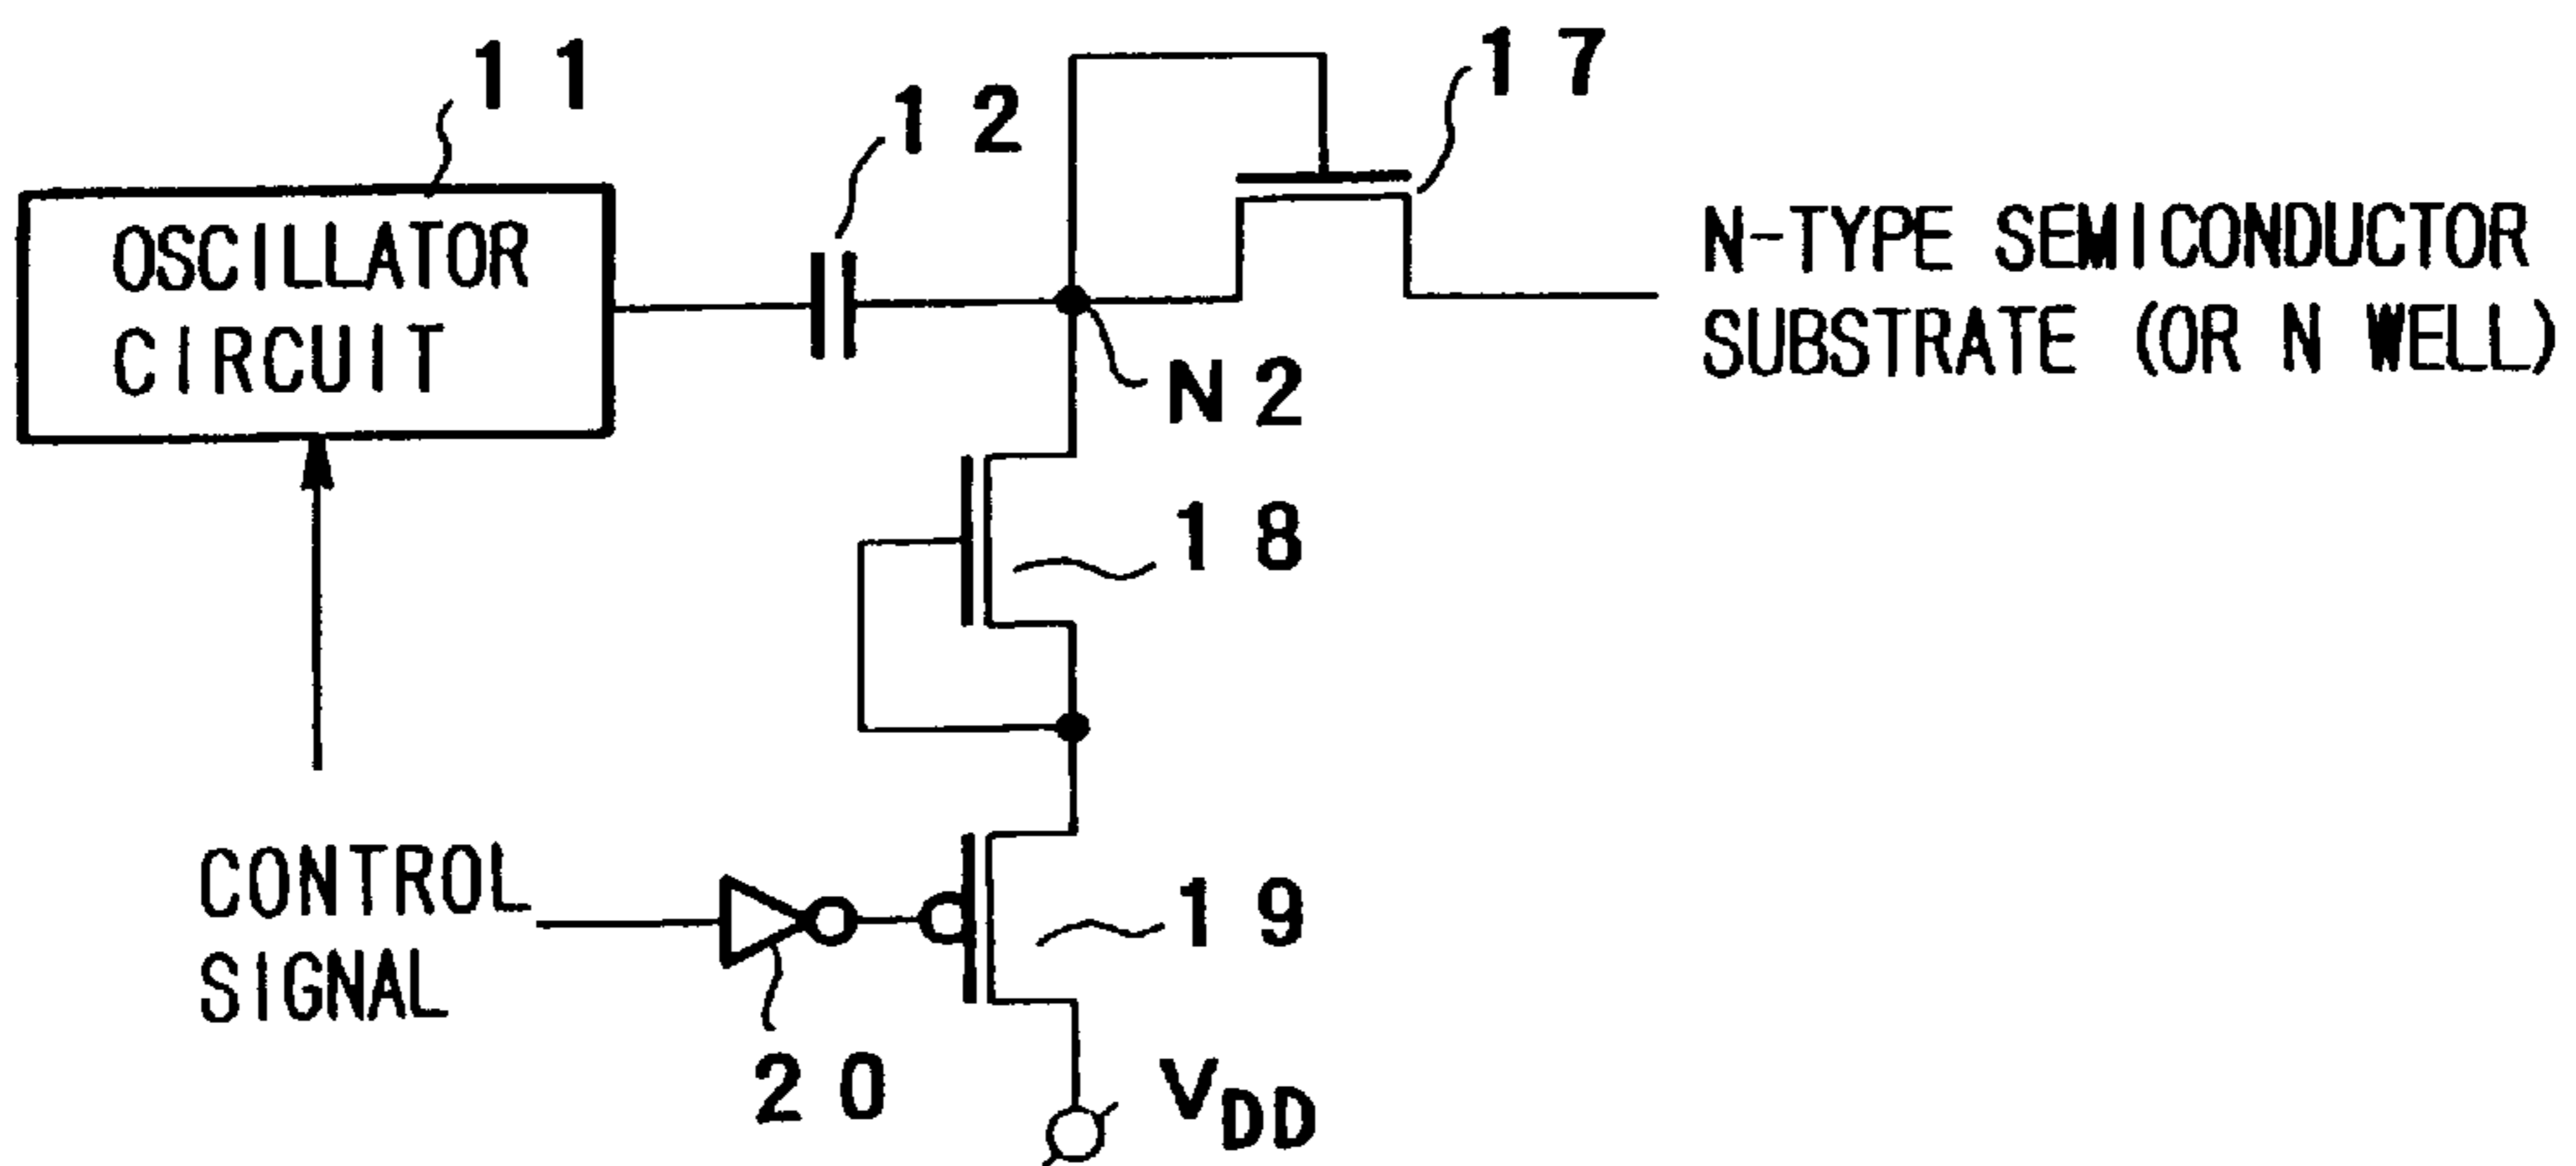 11
12
17
OSCILLATOR
CIRCUIT
N-TYPE SEMICONDUCTOR
SUBSTRATE (OR N WELL)
N2
18
CONTROL
SIGNAL
19
20
VDD